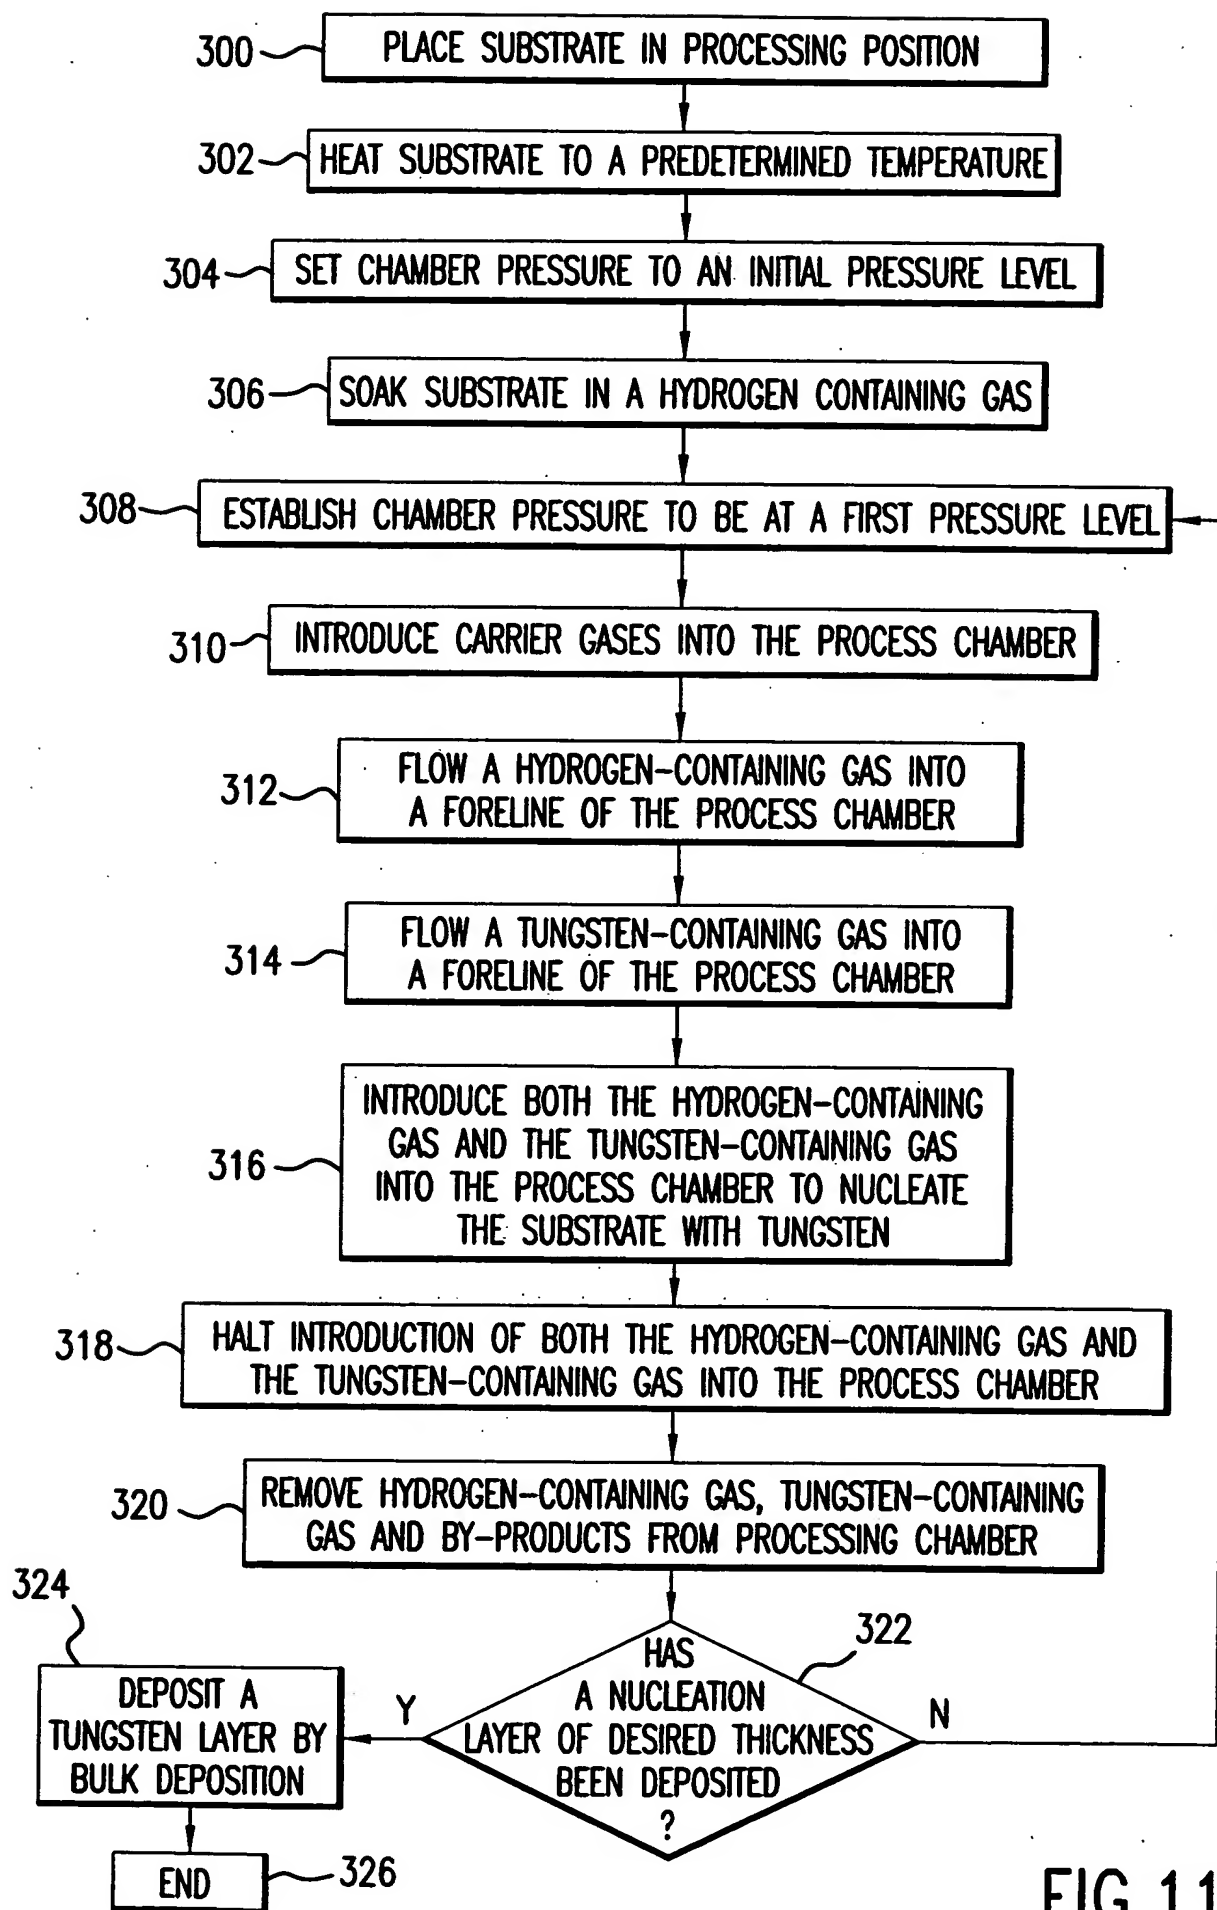 300
PLACE SUBSTRATE IN PROCESSING POSITION
302
HEAT SUBSTRATE TO A PREDETERMINED TEMPERATURE
304
SET CHAMBER PRESSURE TO AN INITIAL PRESSURE LEVEL
306
SOAK SUBSTRATE IN A HYDROGEN CONTAINING GAS
308
ESTABLISH CHAMBER PRESSURE TO BE AT A FIRST PRESSURE LEVEL
310
INTRODUCE CARRIER GASES INTO THE PROCESS CHAMBER
312
FLOW A HYDROGEN-CONTAINING GAS INTO
A FORELINE OF THE PROCESS CHAMBER
314
FLOW A TUNGSTEN-CONTAINING GAS INTO
A FORELINE OF THE PROCESS CHAMBER
316
INTRODUCE BOTH THE HYDROGEN-CONTAINING
GAS AND THE TUNGSTEN-CONTAINING GAS
INTO THE PROCESS CHAMBER TO NUCLEATE
THE SUBSTRATE WITH TUNGSTEN
318
HALT INTRODUCTION OF BOTH THE HYDROGEN-CONTAINING GAS AND
THE TUNGSTEN-CONTAINING GAS INTO THE PROCESS CHAMBER
320
REMOVE HYDROGEN-CONTAINING GAS, TUNGSTEN-CONTAINING
GAS AND BY-PRODUCTS FROM PROCESSING CHAMBER
322
HAS
A NUCLEATION
LAYER OF DESIRED THICKNESS
BEEN DEPOSITED
?
Y
N
324
DEPOSIT A
TUNGSTEN LAYER BY
BULK DEPOSITION
END
326
FIG.11